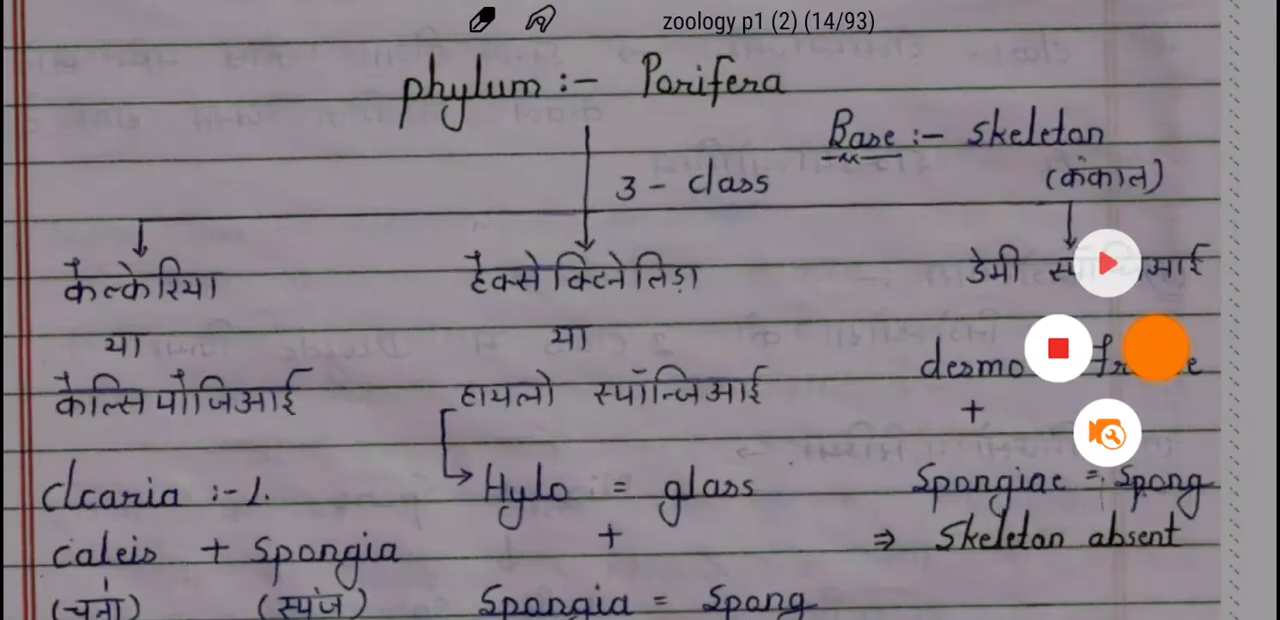 zoology p1 (2) (14/93)
phylum :- Porifera
Base :- Skeleton
(कंकाल)
3 - class
कैल्केरिया
हैक्सेक्टिनेलिड़ा
डेमी
या
या
कैल्सिपोंजिआई
हायलो स्पॉन्जिआई
desmo
+
clcaria :- 1.
Hylo = glass
Spongiae = Spong
calcis + Spongia
+
⇒ Skeleton absent
(चूना) (स्पंज)
Spongia = Spong